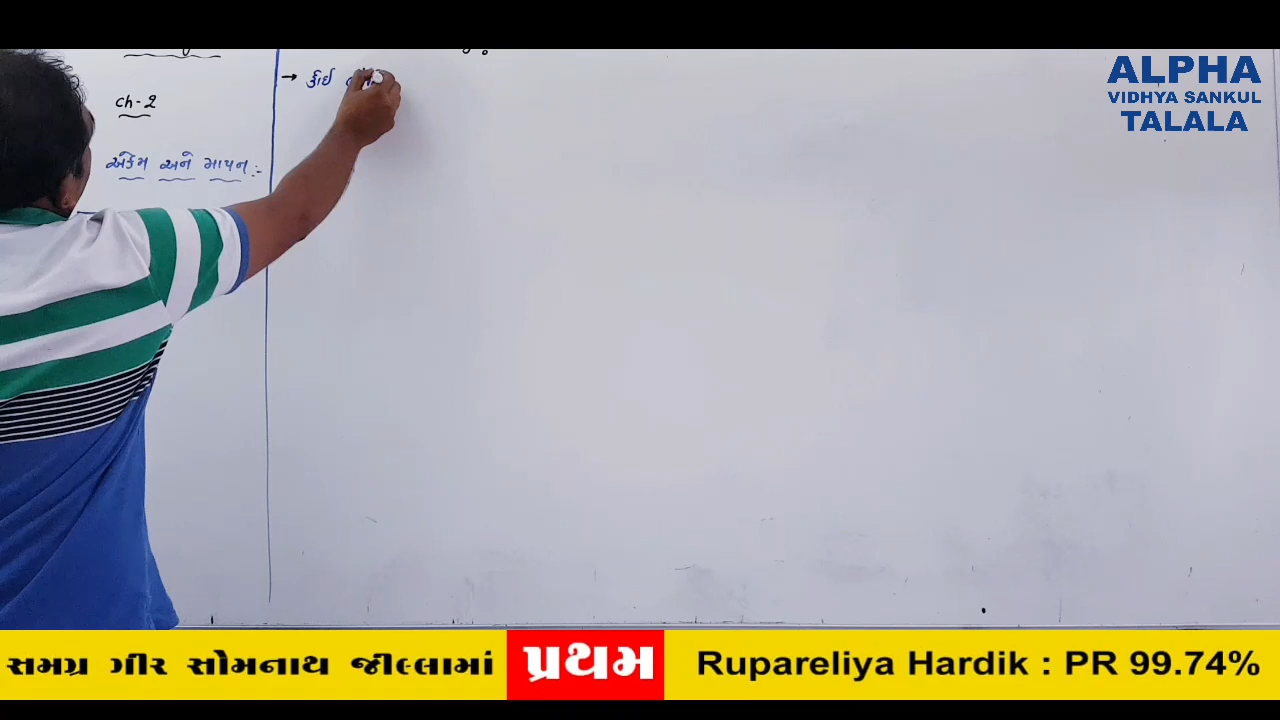 ALPHA
VIDHYA SANKUL
TALALA
ch-2
એકમ અને માપન :-
→ કોઈ
સમગ્ર ગીર સોમનાથ જીલ્લામાં પ્રથમ Rupareliya Hardik : PR 99.74%